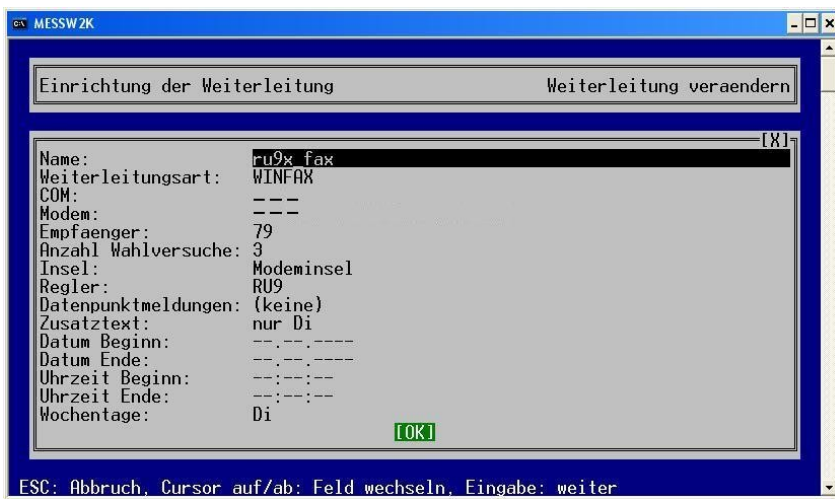 MESSW2K
Einrichtung der Weiterleitung Weiterleitung veraendern
[X]
Name: ru9x_fax
Weiterleitungsart: WINFAX
COM: ---
Modem: ---
Empfaenger: 79
Anzahl Wahlversuche: 3
Insel: Modeminsel
Regler: RU9
Datenpunktmeldungen: (keine)
Zusatztext: nur Di
Datum Beginn: --.--.----
Datum Ende: --.--.----
Uhrzeit Beginn: --:--:--
Uhrzeit Ende: --:--:--
Wochentage: Di
[OK]
ESC: Abbruch, Cursor auf/ab: Feld wechseln, Eingabe: weiter